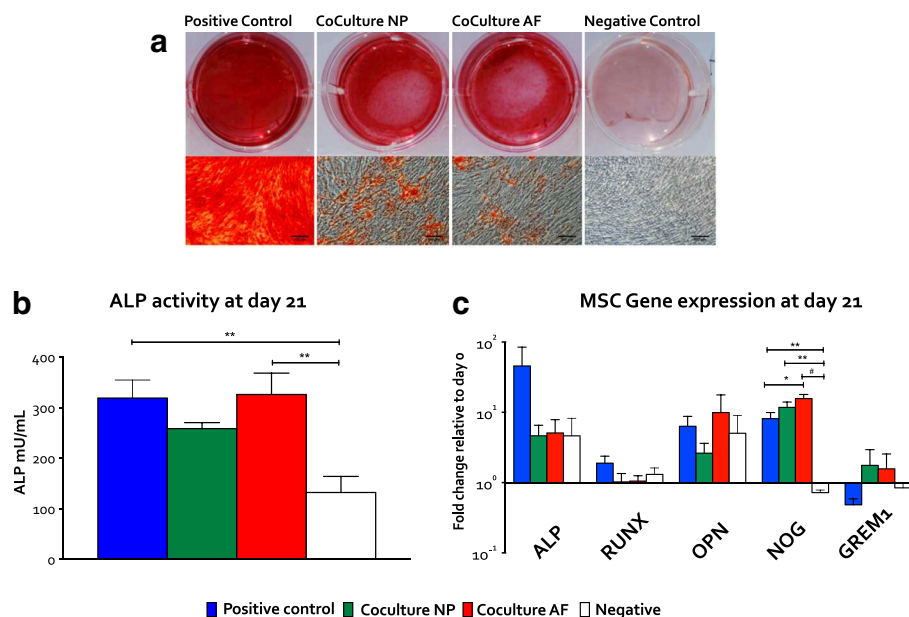 Positive Control CoCulture NP CoCulture AF Negative Control
a
b
ALP activity at day 21
**
**
ALP mU/mL
400
300
200
100
0
c
MSC Gene expression at day 21
Fold change relative to day 0
10²
10¹
10⁰
10⁻¹
**
**
#
*
ALP RUNX OPN NOG GREM1
Positive control Coculture NP Coculture AF Negative